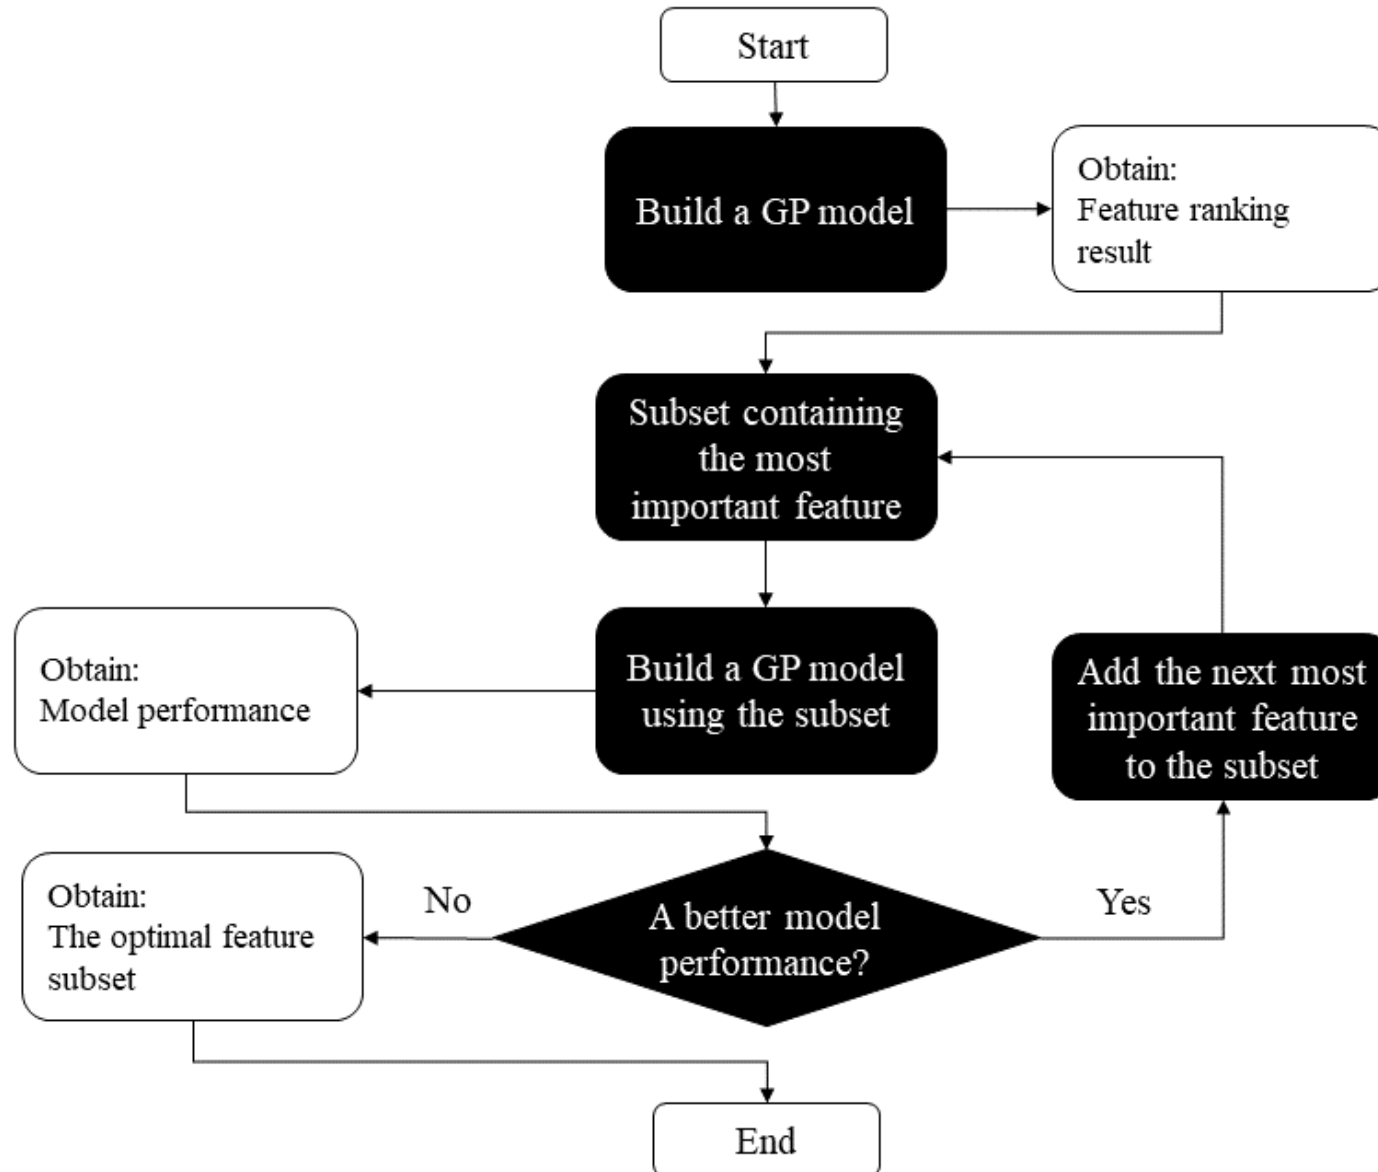 Start
Build a GP model
Obtain:
Feature ranking
result
Subset containing
the most
important feature
Build a GP model
using the subset
Obtain:
Model performance
Add the next most
important feature
to the subset
A better model
performance?
No
Yes
Obtain:
The optimal feature
subset
End